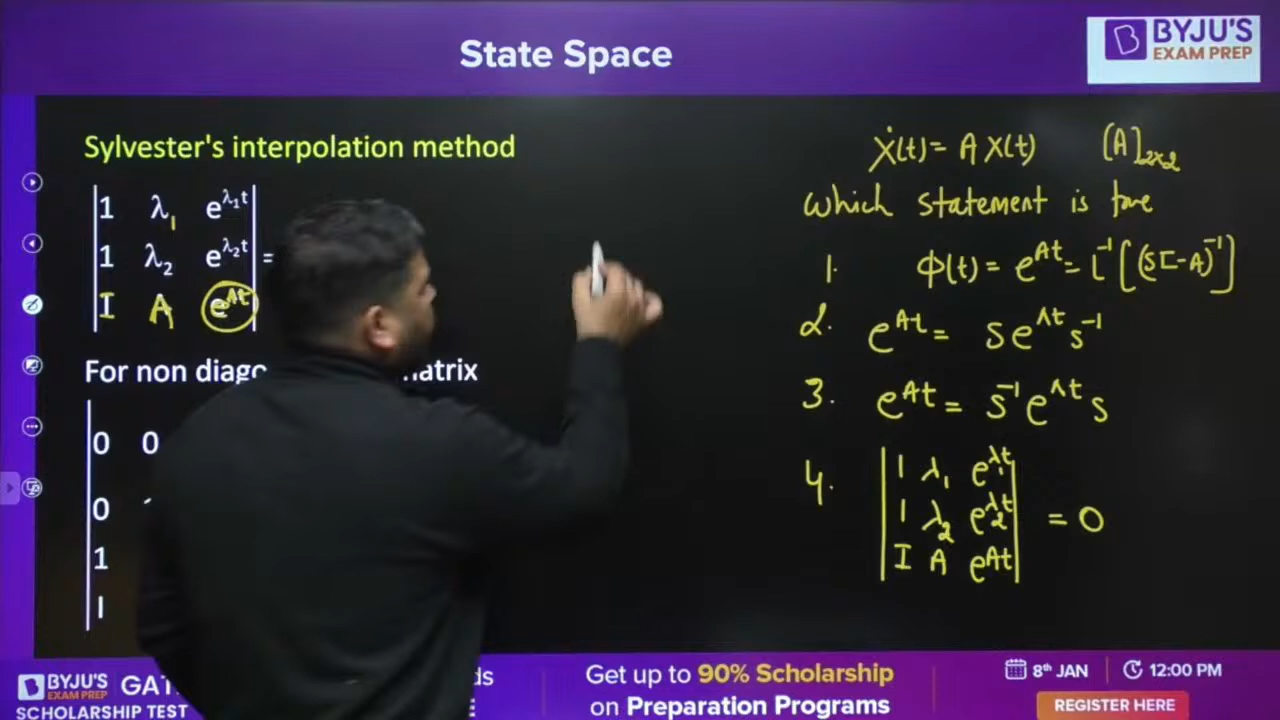 State Space
BYJU'S
EXAM PREP
Sylvester's interpolation method
|1 λ₁ e^{λ₁t}|
|1 λ₂ e^{λ₂t}| =
|I A e^{At}|
For non diago
atrix
0 0
0
1
I
Ẋ(t) = A X(t) [A]₂ₓ₂
which statement is true
1. Φ(t) = e^{At} = L⁻¹[(SI-A)⁻¹]
2. e^{At} = S e^{Λt} S⁻¹
3. e^{At} = S⁻¹ e^{Λt} S
4. |1 λ₁ e^{λ₁t}|
|1 λ₂ e^{λ₂t}| = 0
|I A e^{At}|
BYJU'S
EXAM PREP
GAT
SCHOLARSHIP TEST
ds
Get up to 90% Scholarship
on Preparation Programs
8th JAN
12:00 PM
REGISTER HERE